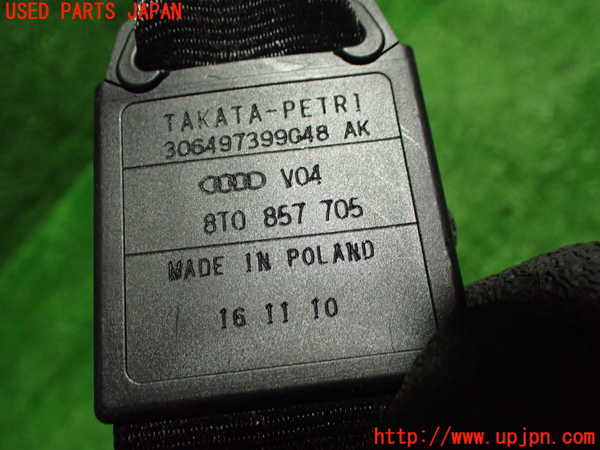 USED PARTS JAPAN
TAKATA-PETRI
306497399G48 AK
V04
8T0 857 705
MADE IN POLAND
16 11 10
http://www.upjpn.com/